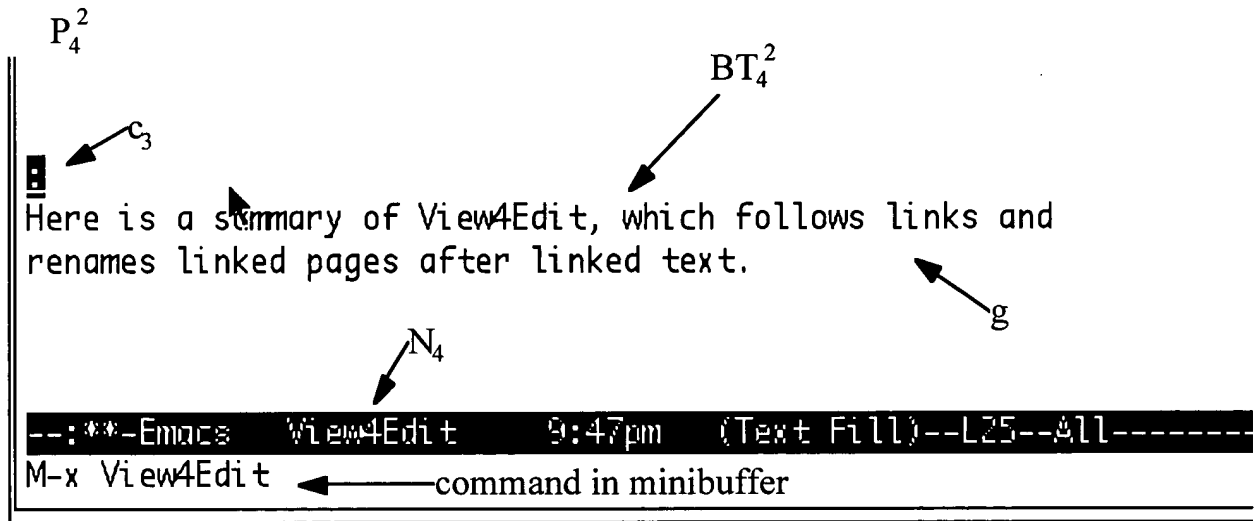 P₄²
BT₄²
c₃
:
Here is a summary of View4Edit, which follows links and
renames linked pages after linked text.
g
N₄
--:**-Emacs View4Edit 9:47pm (Text Fill)--L25--All--------
M-x View4Edit
command in minibuffer